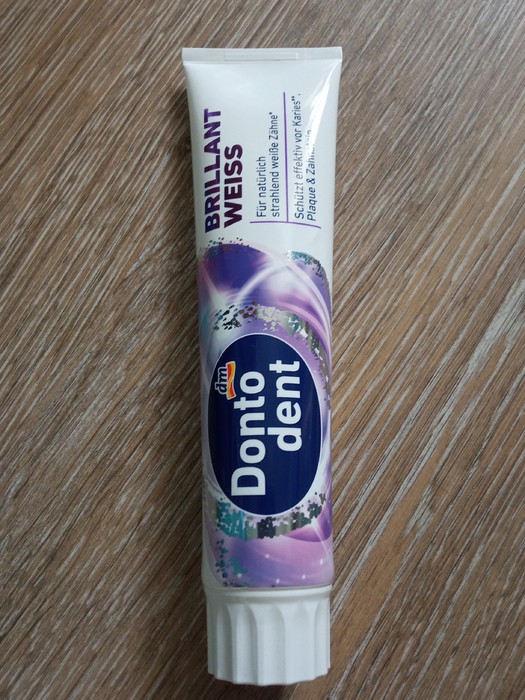 BRILLANT
WEISS
Für natürlich
strahlend weiße Zähne*
Schützt effektiv vor Karies**,
Plaque &
dm
Donto
dent